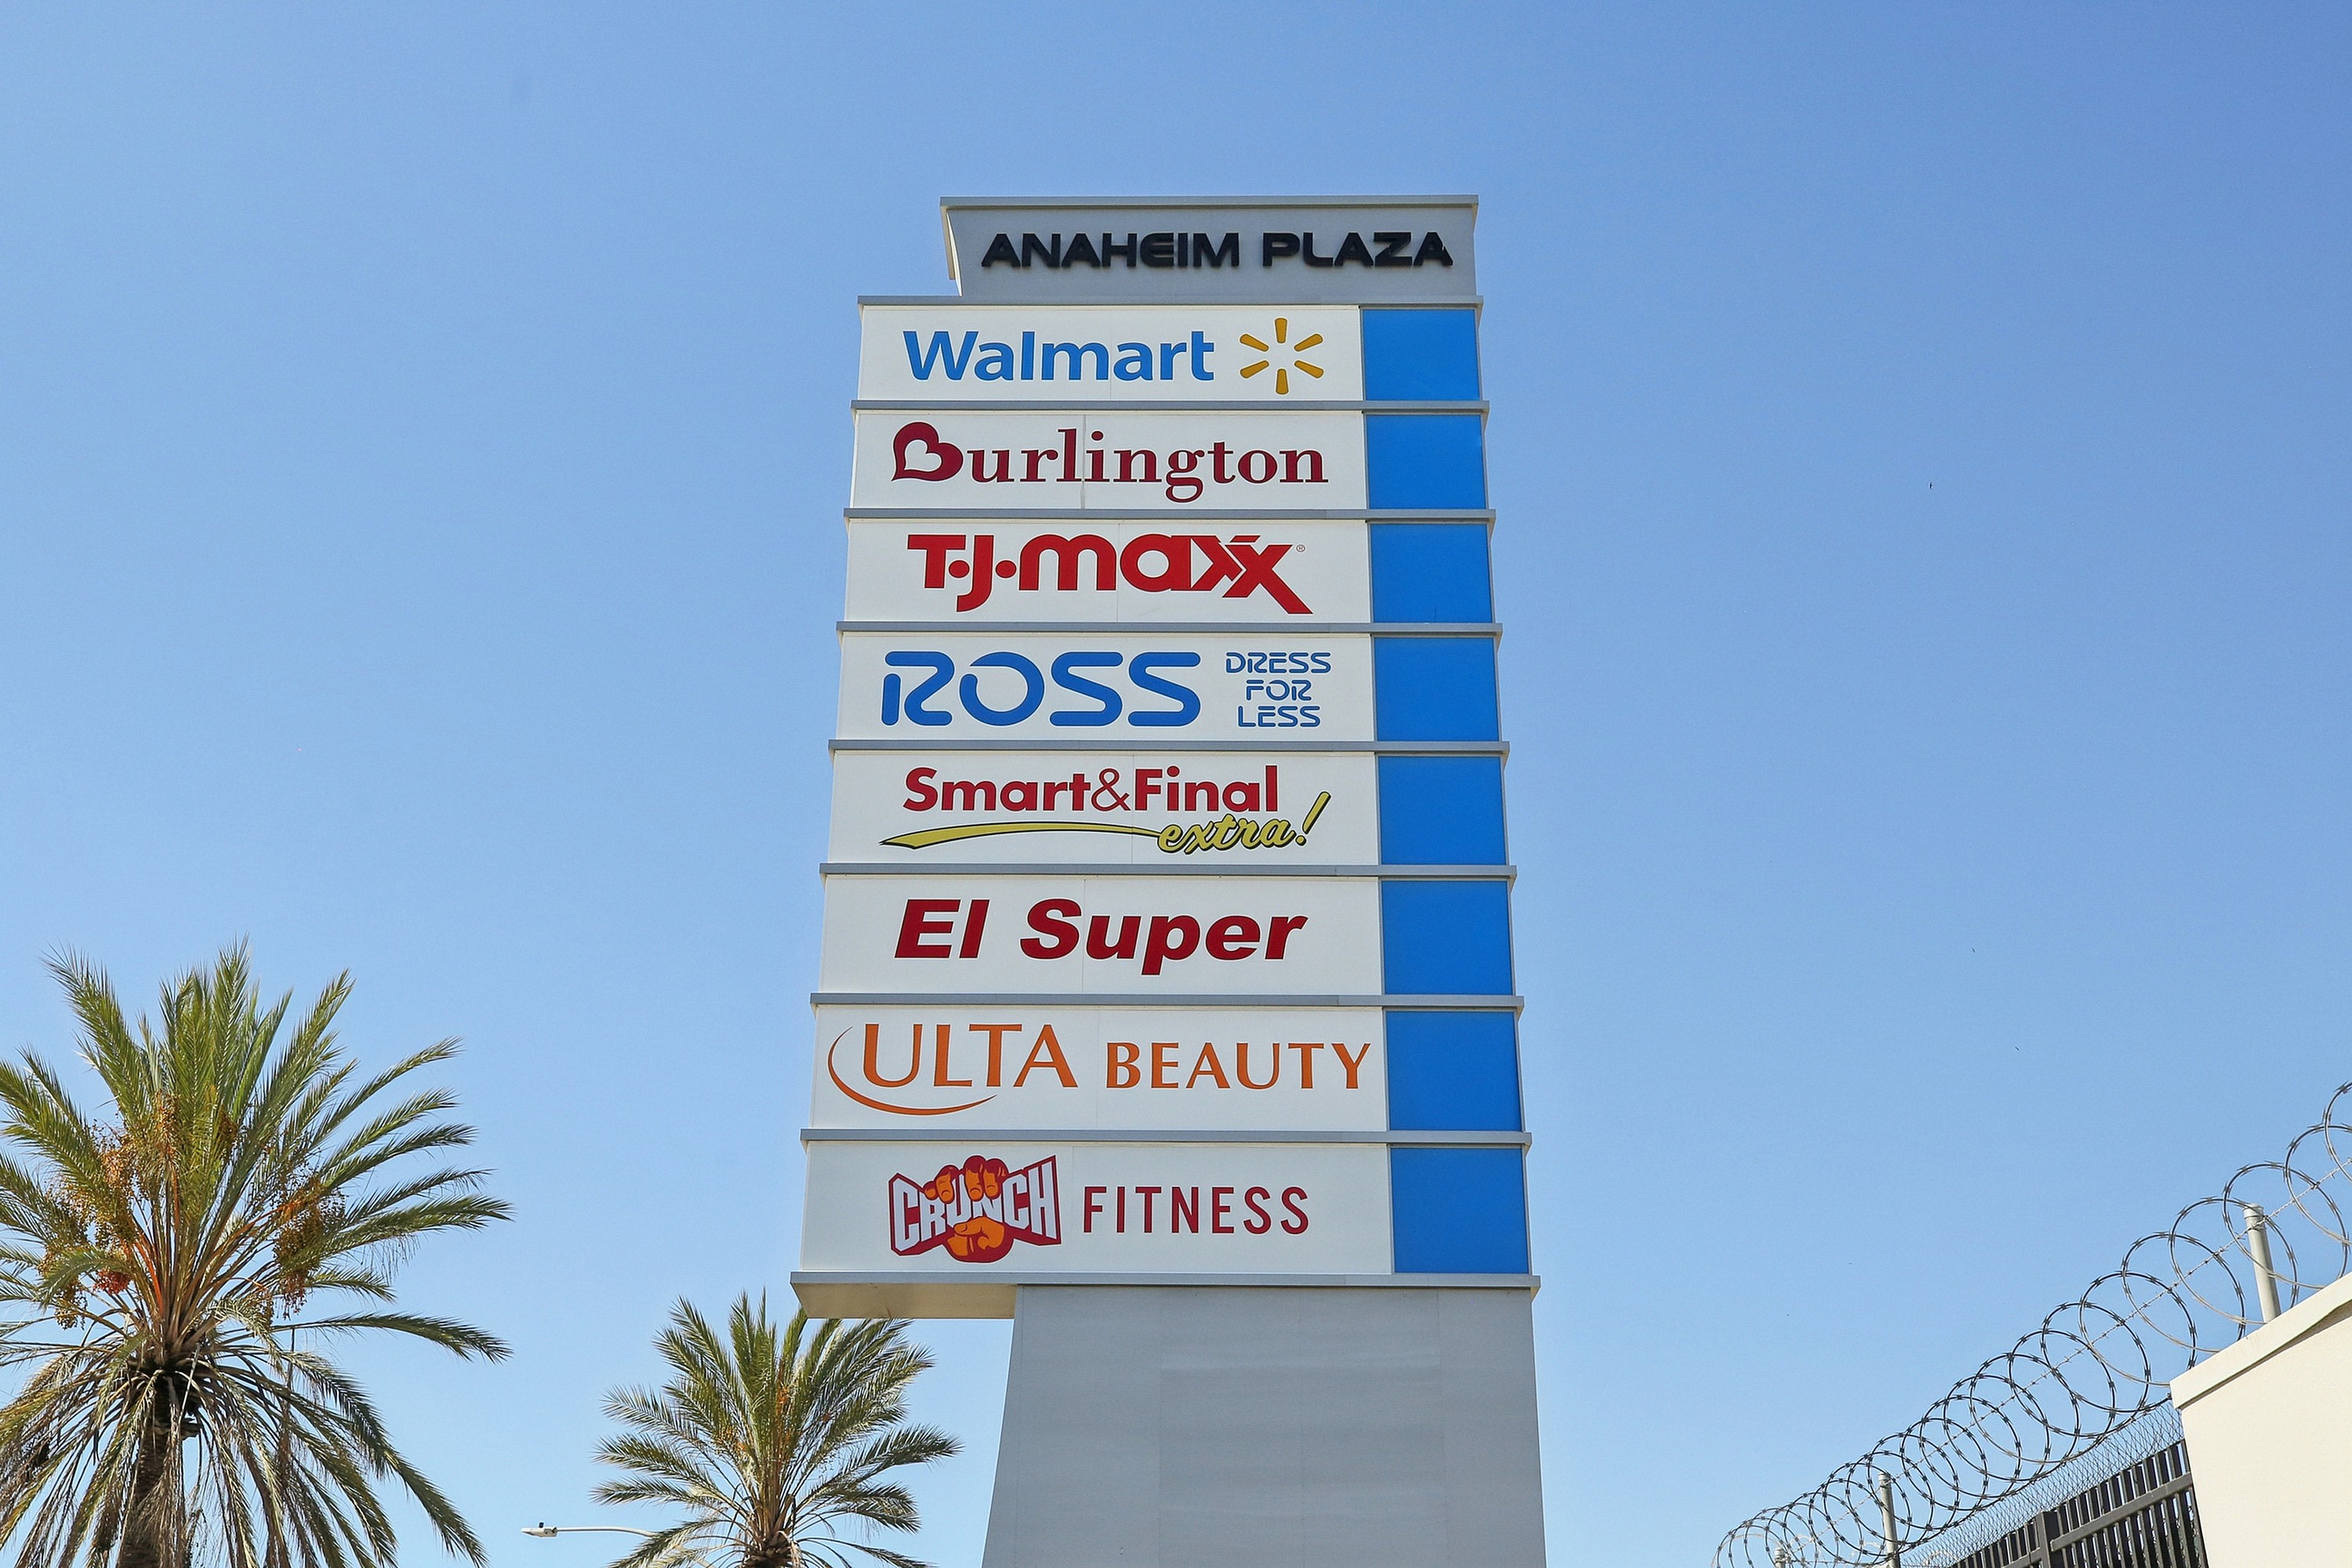 ANAHEIM PLAZA
Walmart
Burlington
T·J·maxx®
ROSS DRESS
FOR
LESS
Smart&Final
extra!
El Super
ULTA BEAUTY
CRUNCH FITNESS